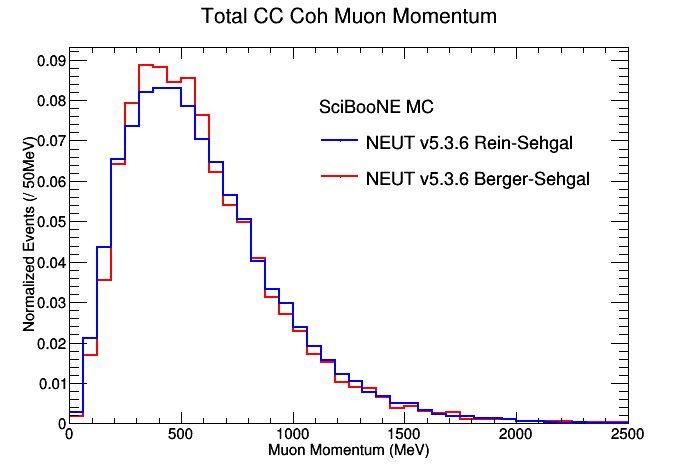 Total CC Coh Muon Momentum
Normalized Events (/ 50MeV)
0.09
0.08
0.07
0.06
0.05
0.04
0.03
0.02
0.01
0
SciBooNE MC
NEUT v5.3.6 Rein-Sehgal
NEUT v5.3.6 Berger-Sehgal
0 500 1000 1500 2000 2500
Muon Momentum (MeV)